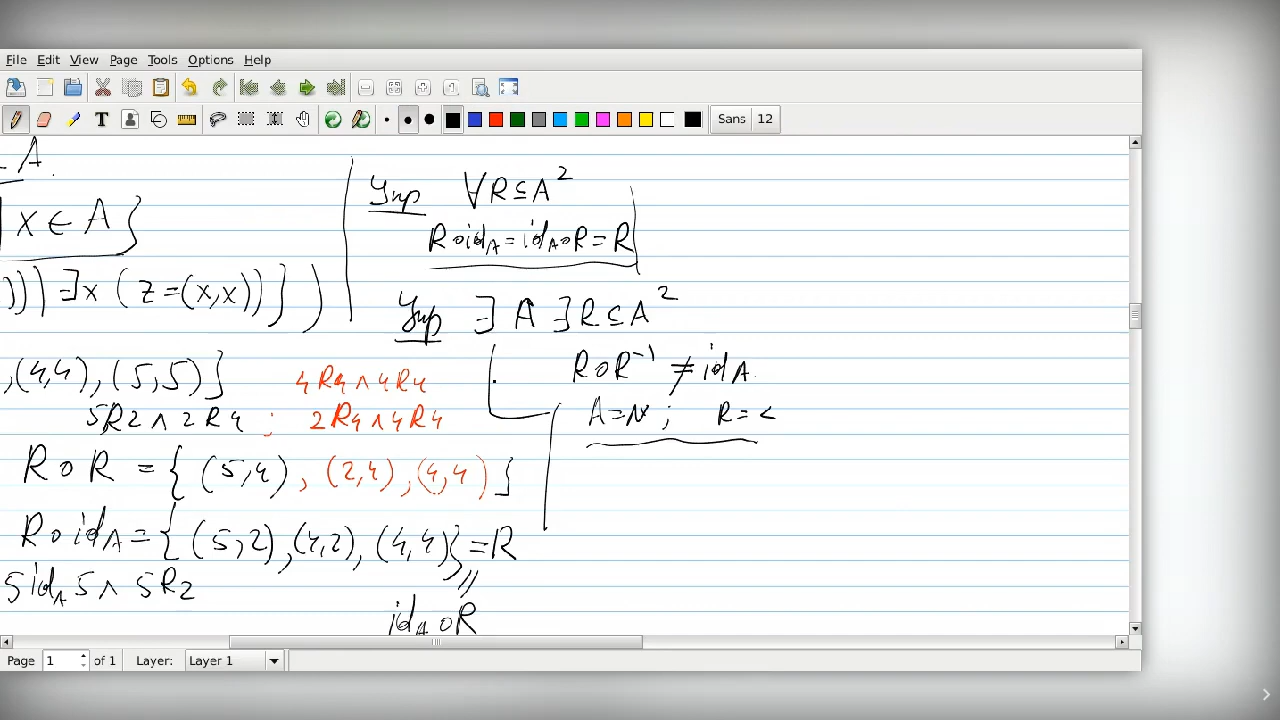 File Edit View Page Tools Options Help
Sans 12
A.
x ∈ A }
))) ∃x (z=(x,x))} )
,(4,4), (5,5)}
4R4 ∧ 4R4
5R2 ∧ 2R4 ; 2R4 ∧ 4R4
R∘R = { (5,4), (2,4), (4,4) }
R∘id_A = { (5,2), (4,2), (4,4) } = R
5 id_A 5 ∧ 5R2
id_A∘R
Упр ∀R⊆A²
R∘id_A = id_A∘R = R
Упр ∃A ∃R⊆A²
R∘R⁻¹ ≠ id_A.
A=ℕ ; R= <
Page 1 of 1 Layer: Layer 1